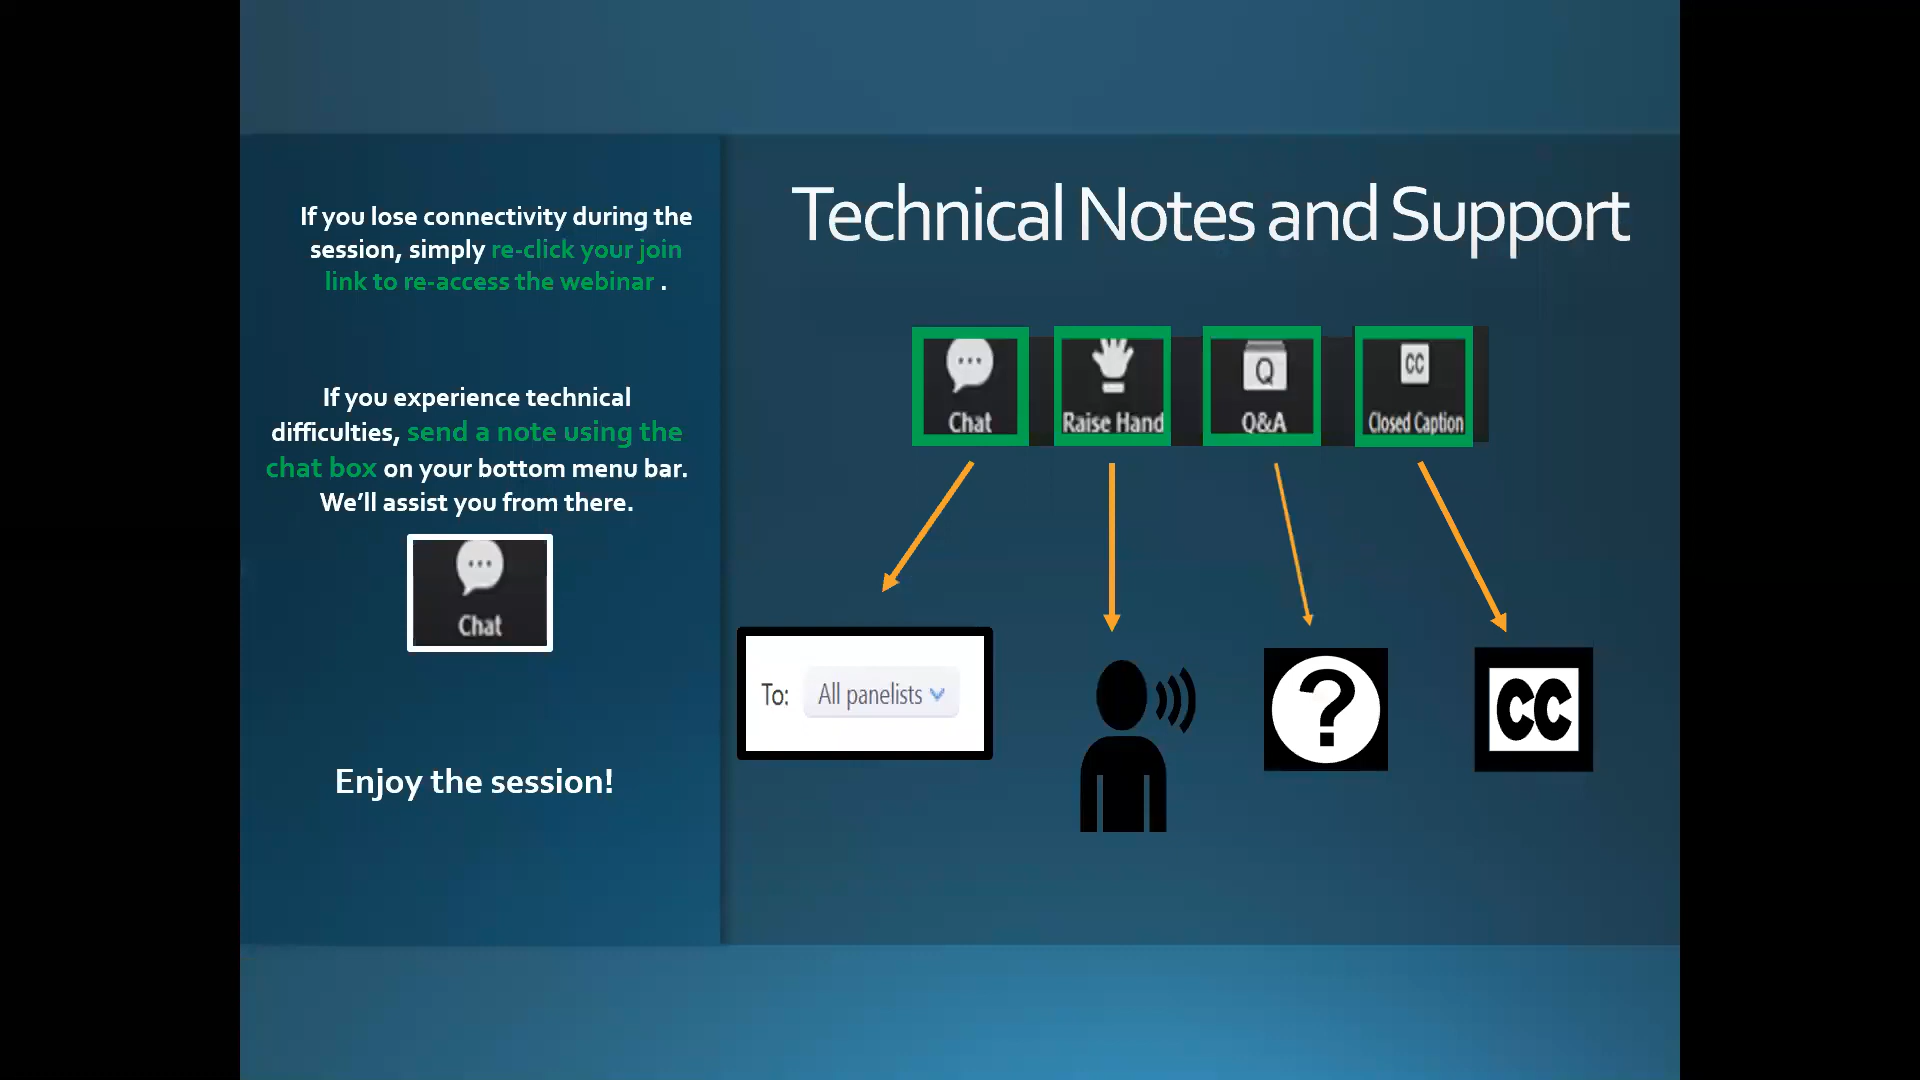 If you lose connectivity during the
session, simply re-click your join
link to re-access the webinar .
If you experience technical
difficulties, send a note using the
chat box on your bottom menu bar.
We'll assist you from there.
Chat
Enjoy the session!
Technical Notes and Support
Chat
Raise Hand
Q
Q&A
CC
Closed Caption
To: All panelists
?
CC